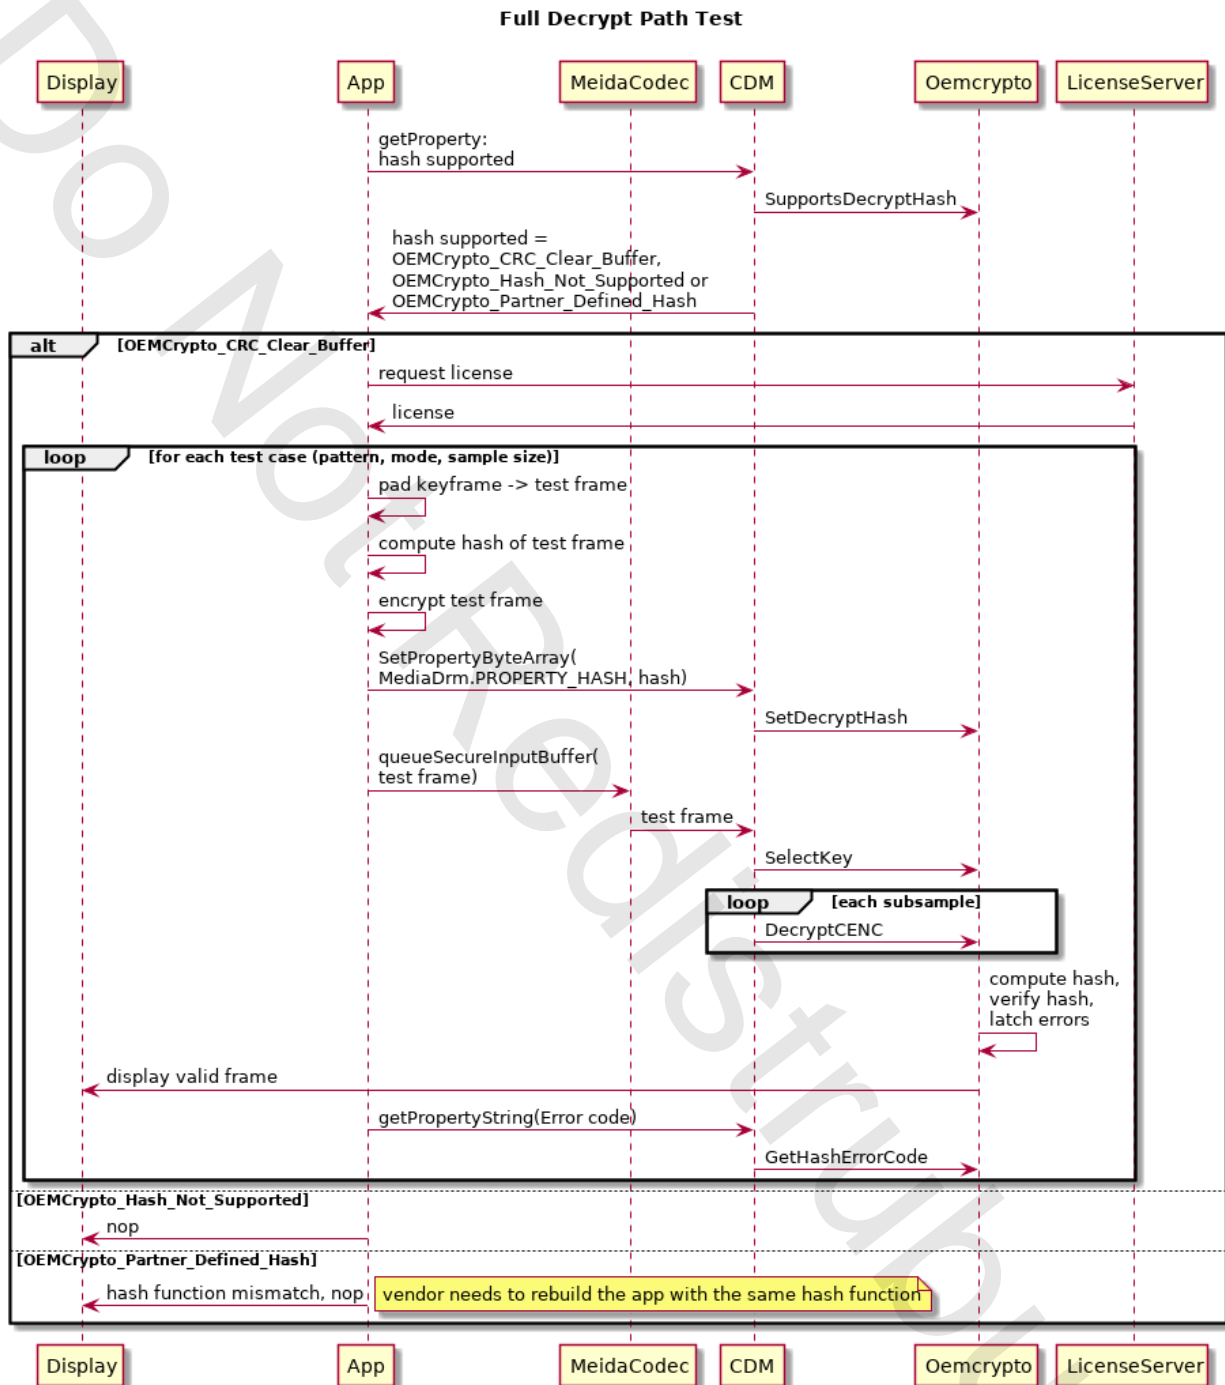 Full Decrypt Path Test
Display
App
MeidaCodec
CDM
Oemcrypto
LicenseServer
getProperty:
hash supported
SupportsDecryptHash
hash supported =
OEMCrypto_CRC_Clear_Buffer,
OEMCrypto_Hash_Not_Supported or
OEMCrypto_Partner_Defined_Hash
alt
[OEMCrypto_CRC_Clear_Buffer]
request license
license
loop
[for each test case (pattern, mode, sample size)]
pad keyframe -> test frame
compute hash of test frame
encrypt test frame
SetPropertyByteArray(
MediaDrm.PROPERTY_HASH, hash)
SetDecryptHash
queueSecureInputBuffer(
test frame)
test frame
SelectKey
loop
[each subsample]
DecryptCENC
compute hash,
verify hash,
latch errors
display valid frame
getPropertyString(Error code)
GetHashErrorCode
[OEMCrypto_Hash_Not_Supported]
nop
[OEMCrypto_Partner_Defined_Hash]
hash function mismatch, nop
vendor needs to rebuild the app with the same hash function
Display
App
MeidaCodec
CDM
Oemcrypto
LicenseServer
Do Not Redistribu